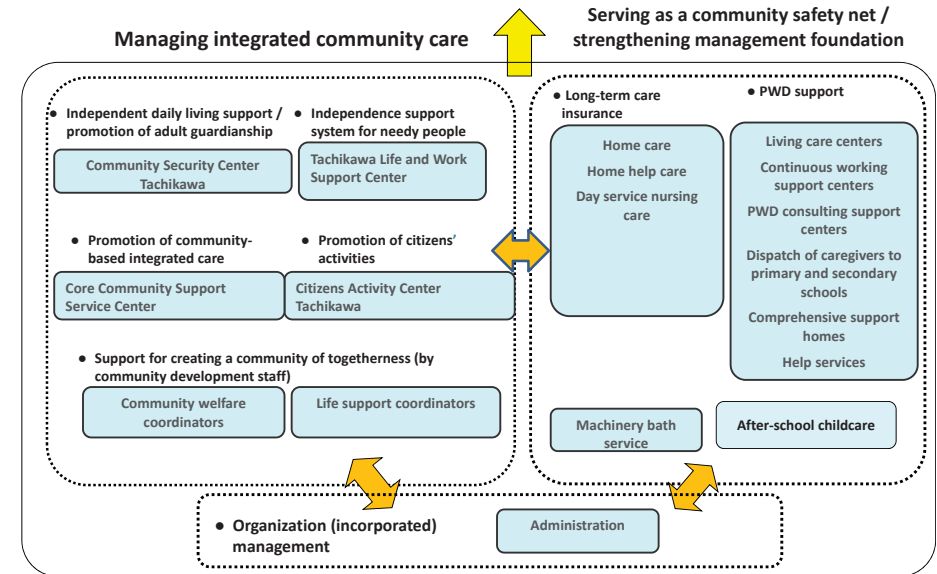 Managing integrated community care
Serving as a community safety net /
strengthening management foundation
● Independent daily living support /
promotion of adult guardianship
Community Security Center
Tachikawa
● Independence support
system for needy people
Tachikawa Life and Work
Support Center
● Promotion of community-
based integrated care
Core Community Support
Service Center
● Promotion of citizens’
activities
Citizens Activity Center
Tachikawa
● Support for creating a community of togetherness (by
community development staff)
Community welfare
coordinators
Life support coordinators
● Long-term care
insurance
Home care
Home help care
Day service nursing
care
● PWD support
Living care centers
Continuous working
support centers
PWD consulting support
centers
Dispatch of caregivers to
primary and secondary
schools
Comprehensive support
homes
Help services
Machinery bath
service
After-school childcare
● Organization (incorporated)
management
Administration